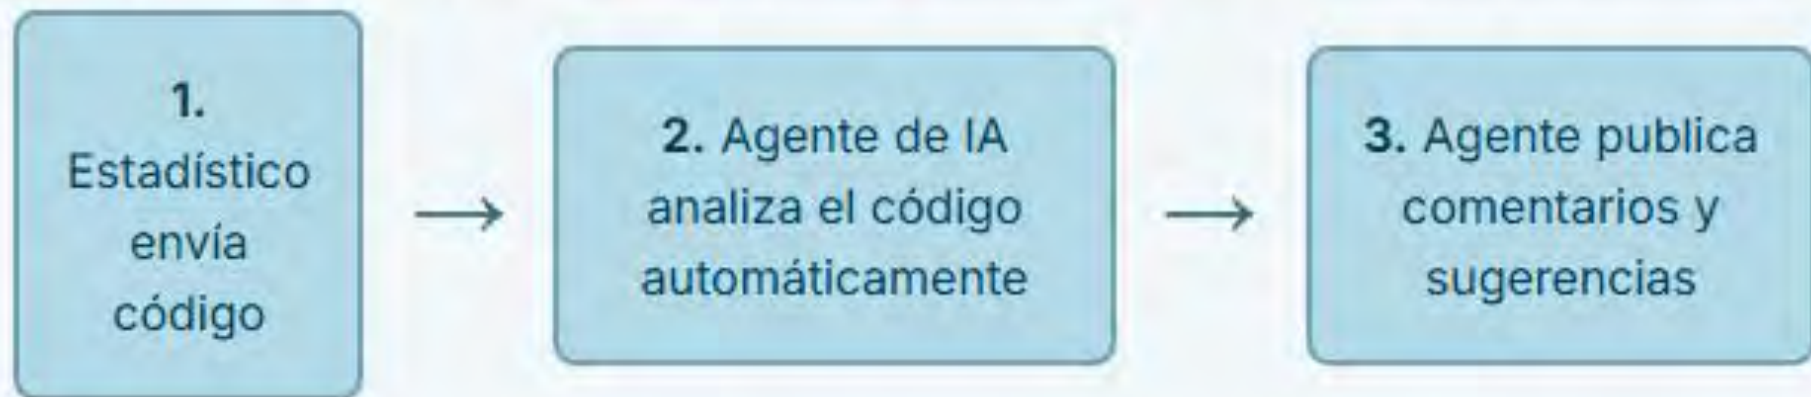 1.
Estadístico
envía
código
2. Agente de IA
analiza el código
automáticamente
3. Agente publica
comentarios y
sugerencias